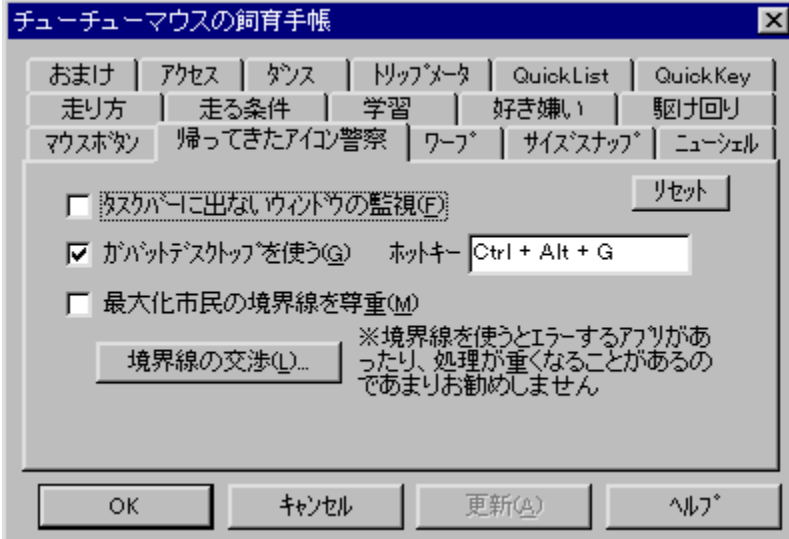 チューチューマウスの飼育手帳
おまけ ｱｸｾｽ ﾀﾞﾝｽ ﾄﾘｯﾌﾟﾒｰﾀ QuickList QuickKey
走り方 走る条件 学習 好き嫌い 駆け回り
ﾏｳｽﾎﾞﾀﾝ 帰ってきたｱｲｺﾝ警察 ﾜｰﾌﾟ ｻｲｽﾞｽﾅｯﾌﾟ ﾆｭｰｼｪﾙ
ﾀｽｸﾊﾞｰに出ないｳｨﾝﾄﾞｳの監視(F) ﾘｾｯﾄ
ｶﾞﾊﾞｯﾄﾃﾞｽｸﾄｯﾌﾟを使う(G) ﾎｯﾄｷｰ Ctrl + Alt + G
最大化市民の境界線を尊重(M)
境界線の交渉(L)...
※境界線を使うとｴﾗｰするｱﾌﾟﾘがあ
ったり、処理が重くなることがあるの
であまりお勧めしません
OK ｷｬﾝｾﾙ 更新(A) ﾍﾙﾌﾟ